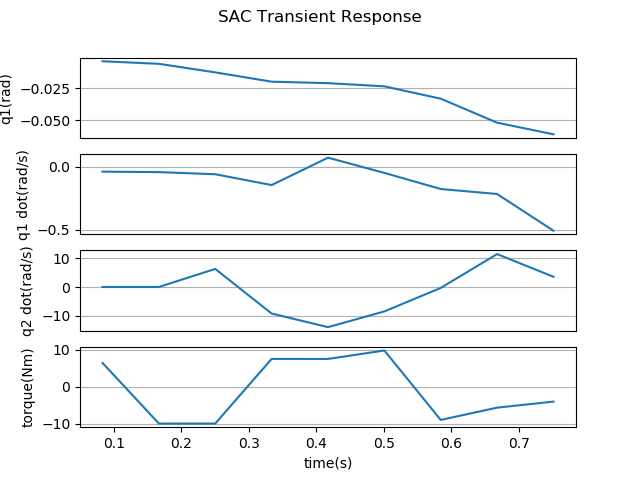 SAC Transient Response
q1(rad)
−0.025
−0.050
q1 dot(rad/s)
0.0
−0.5
q2 dot(rad/s)
10
0
−10
torque(Nm)
10
0
−10
0.1 0.2 0.3 0.4 0.5 0.6 0.7
time(s)